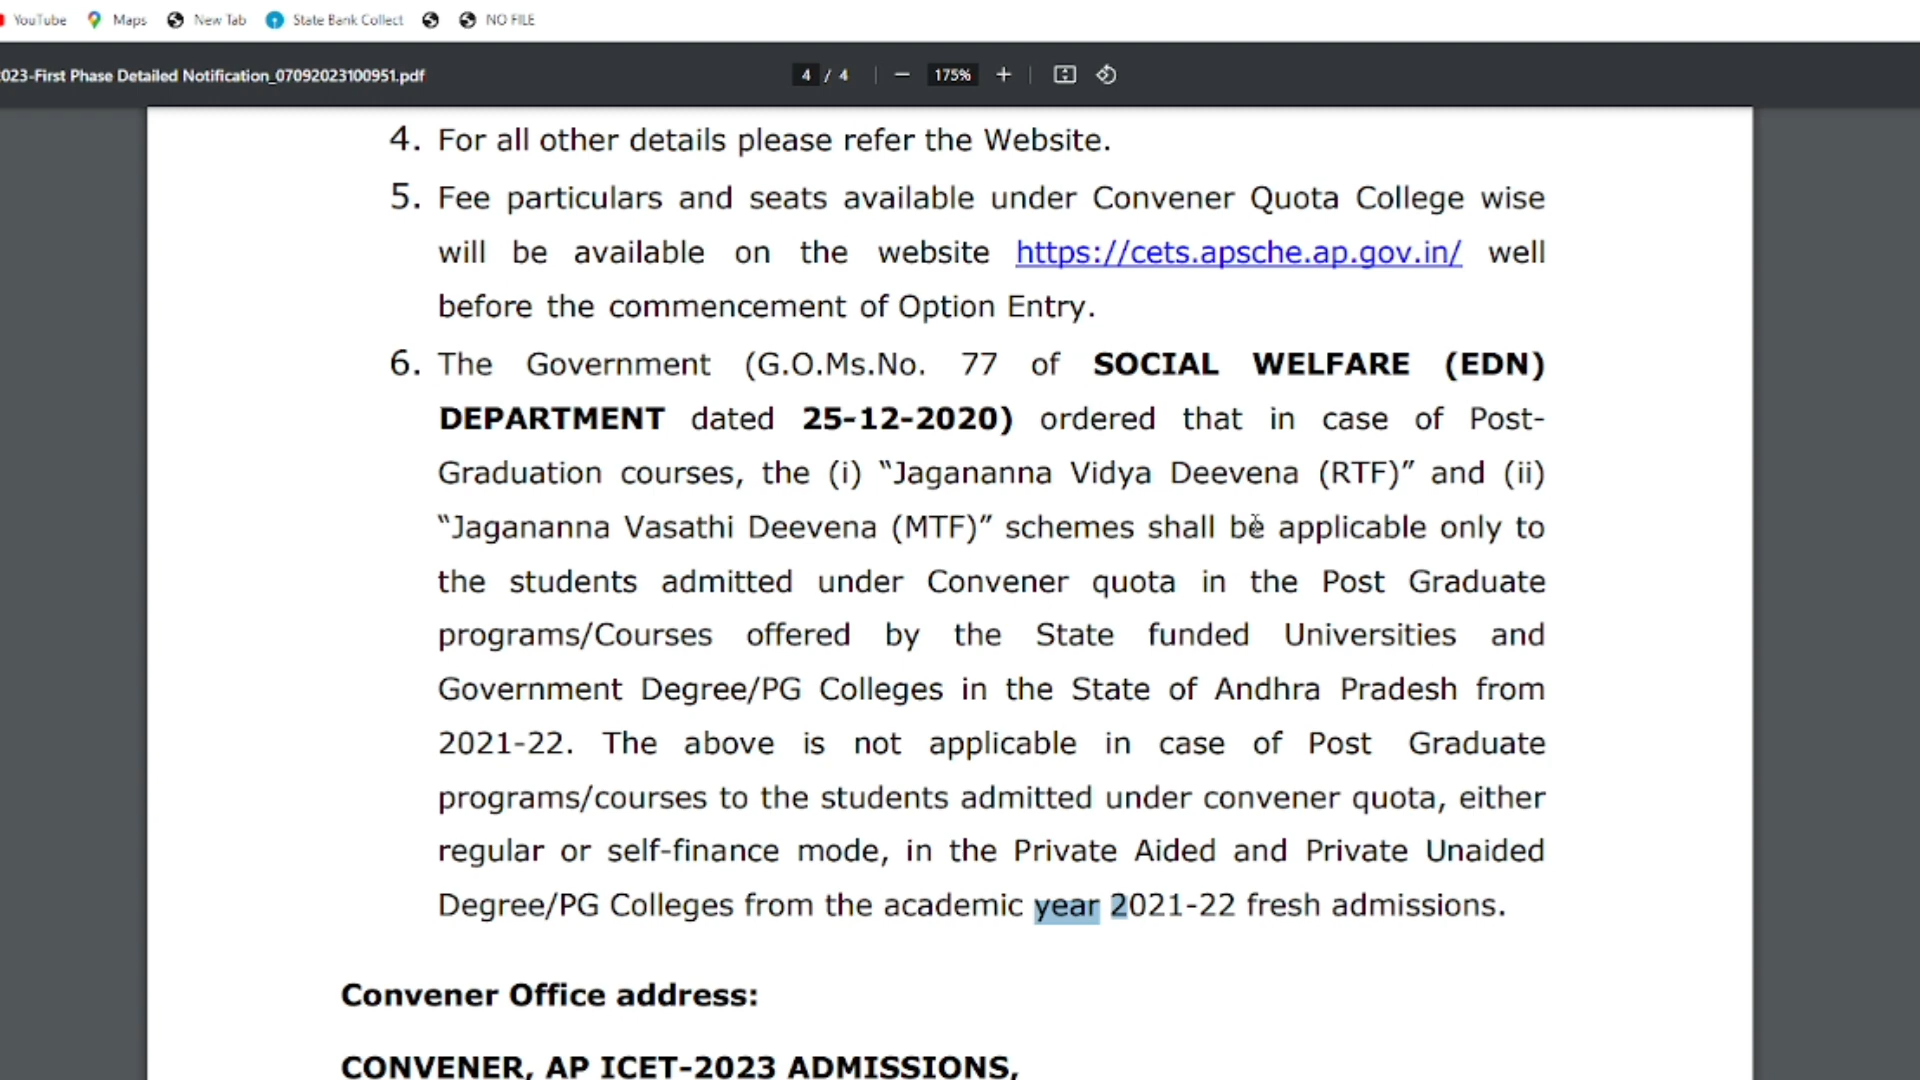 YouTube Maps New Tab State Bank Collect NO FILE
023-First Phase Detailed Notification_07092023100951.pdf 4 / 4 175%
4. For all other details please refer the Website.
5. Fee particulars and seats available under Convener Quota College wise
will be available on the website https://cets.apsche.ap.gov.in/ well
before the commencement of Option Entry.
6. The Government (G.O.Ms.No. 77 of SOCIAL WELFARE (EDN)
DEPARTMENT dated 25-12-2020) ordered that in case of Post-
Graduation courses, the (i) “Jagananna Vidya Deevena (RTF)” and (ii)
“Jagananna Vasathi Deevena (MTF)” schemes shall be applicable only to
the students admitted under Convener quota in the Post Graduate
programs/Courses offered by the State funded Universities and
Government Degree/PG Colleges in the State of Andhra Pradesh from
2021-22. The above is not applicable in case of Post Graduate
programs/courses to the students admitted under convener quota, either
regular or self-finance mode, in the Private Aided and Private Unaided
Degree/PG Colleges from the academic year 2021-22 fresh admissions.
Convener Office address:
CONVENER, AP ICET-2023 ADMISSIONS,